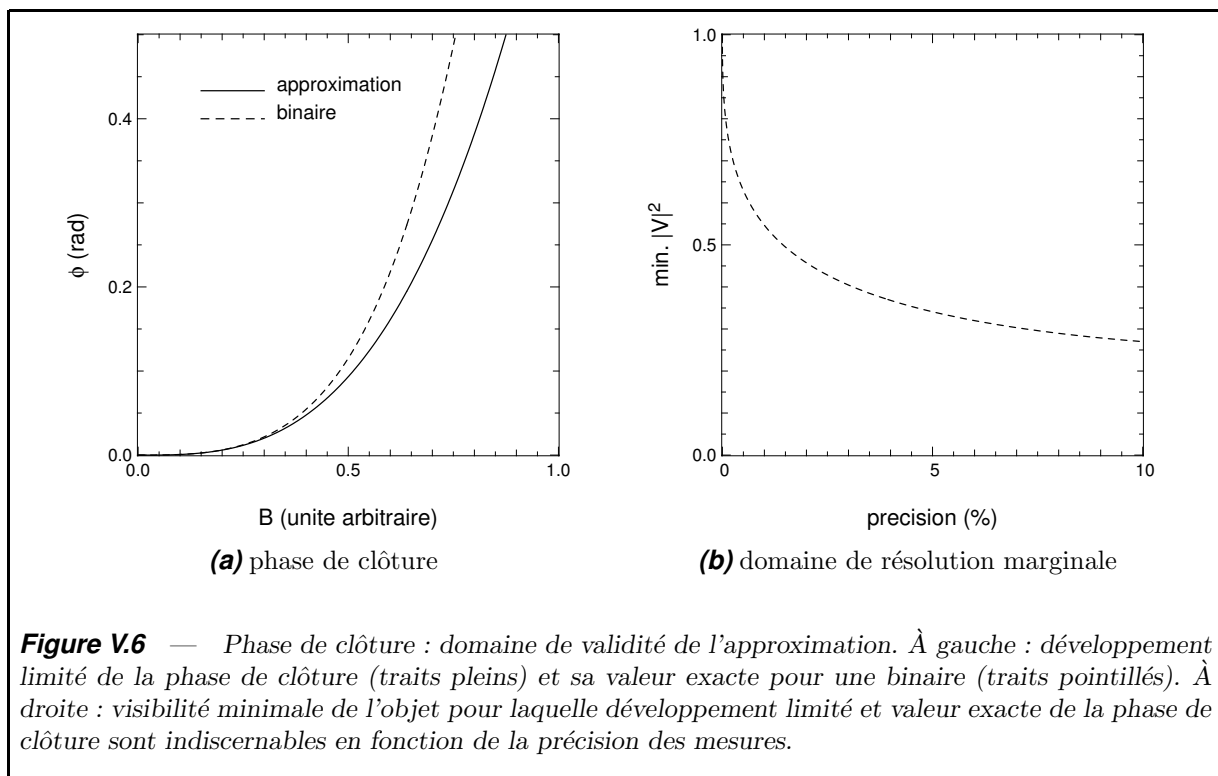 approximation
binaire
0.4
0.2
0.0
0.0
0.5
1.0
ϕ (rad)
B (unite arbitraire)
(a) phase de clôture
1.0
0.5
0.0
0
5
10
min. |V|²
precision (%)
(b) domaine de résolution marginale
Figure V.6 — Phase de clôture : domaine de validité de l'approximation. À gauche : développement
limité de la phase de clôture (traits pleins) et sa valeur exacte pour une binaire (traits pointillés). À
droite : visibilité minimale de l'objet pour laquelle développement limité et valeur exacte de la phase de
clôture sont indiscernables en fonction de la précision des mesures.